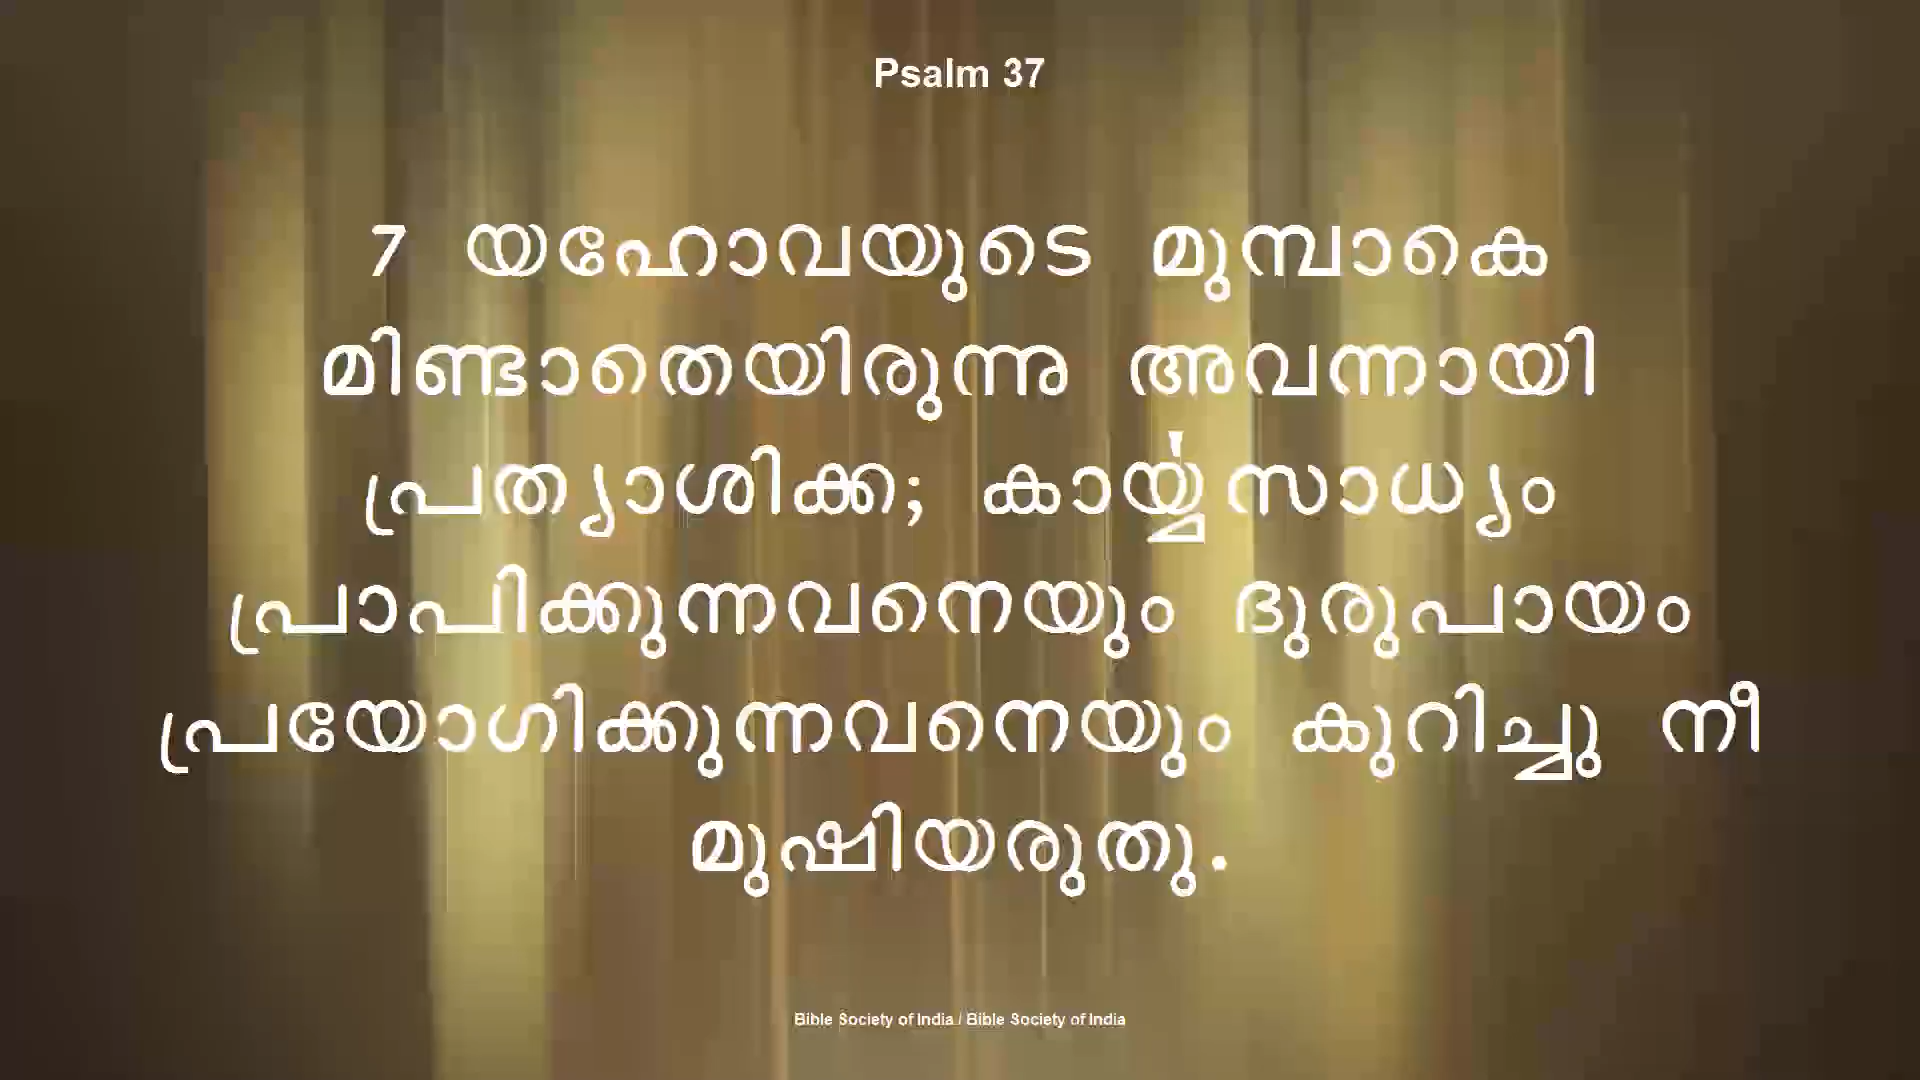 Psalm 37
7 യഹോവയുടെ മുമ്പാകെ
മിണ്ടാതെയിരുന്നു അവന്നായി
പ്രത്യാശിക്ക; കാൎയ്യസാധ്യം
പ്രാപിക്കുന്നവനെയും ദുരുപായം
പ്രയോഗിക്കുന്നവനെയും കുറിച്ചു നീ
മുഷിയരുതു.
Bible Society of India / Bible Society of India